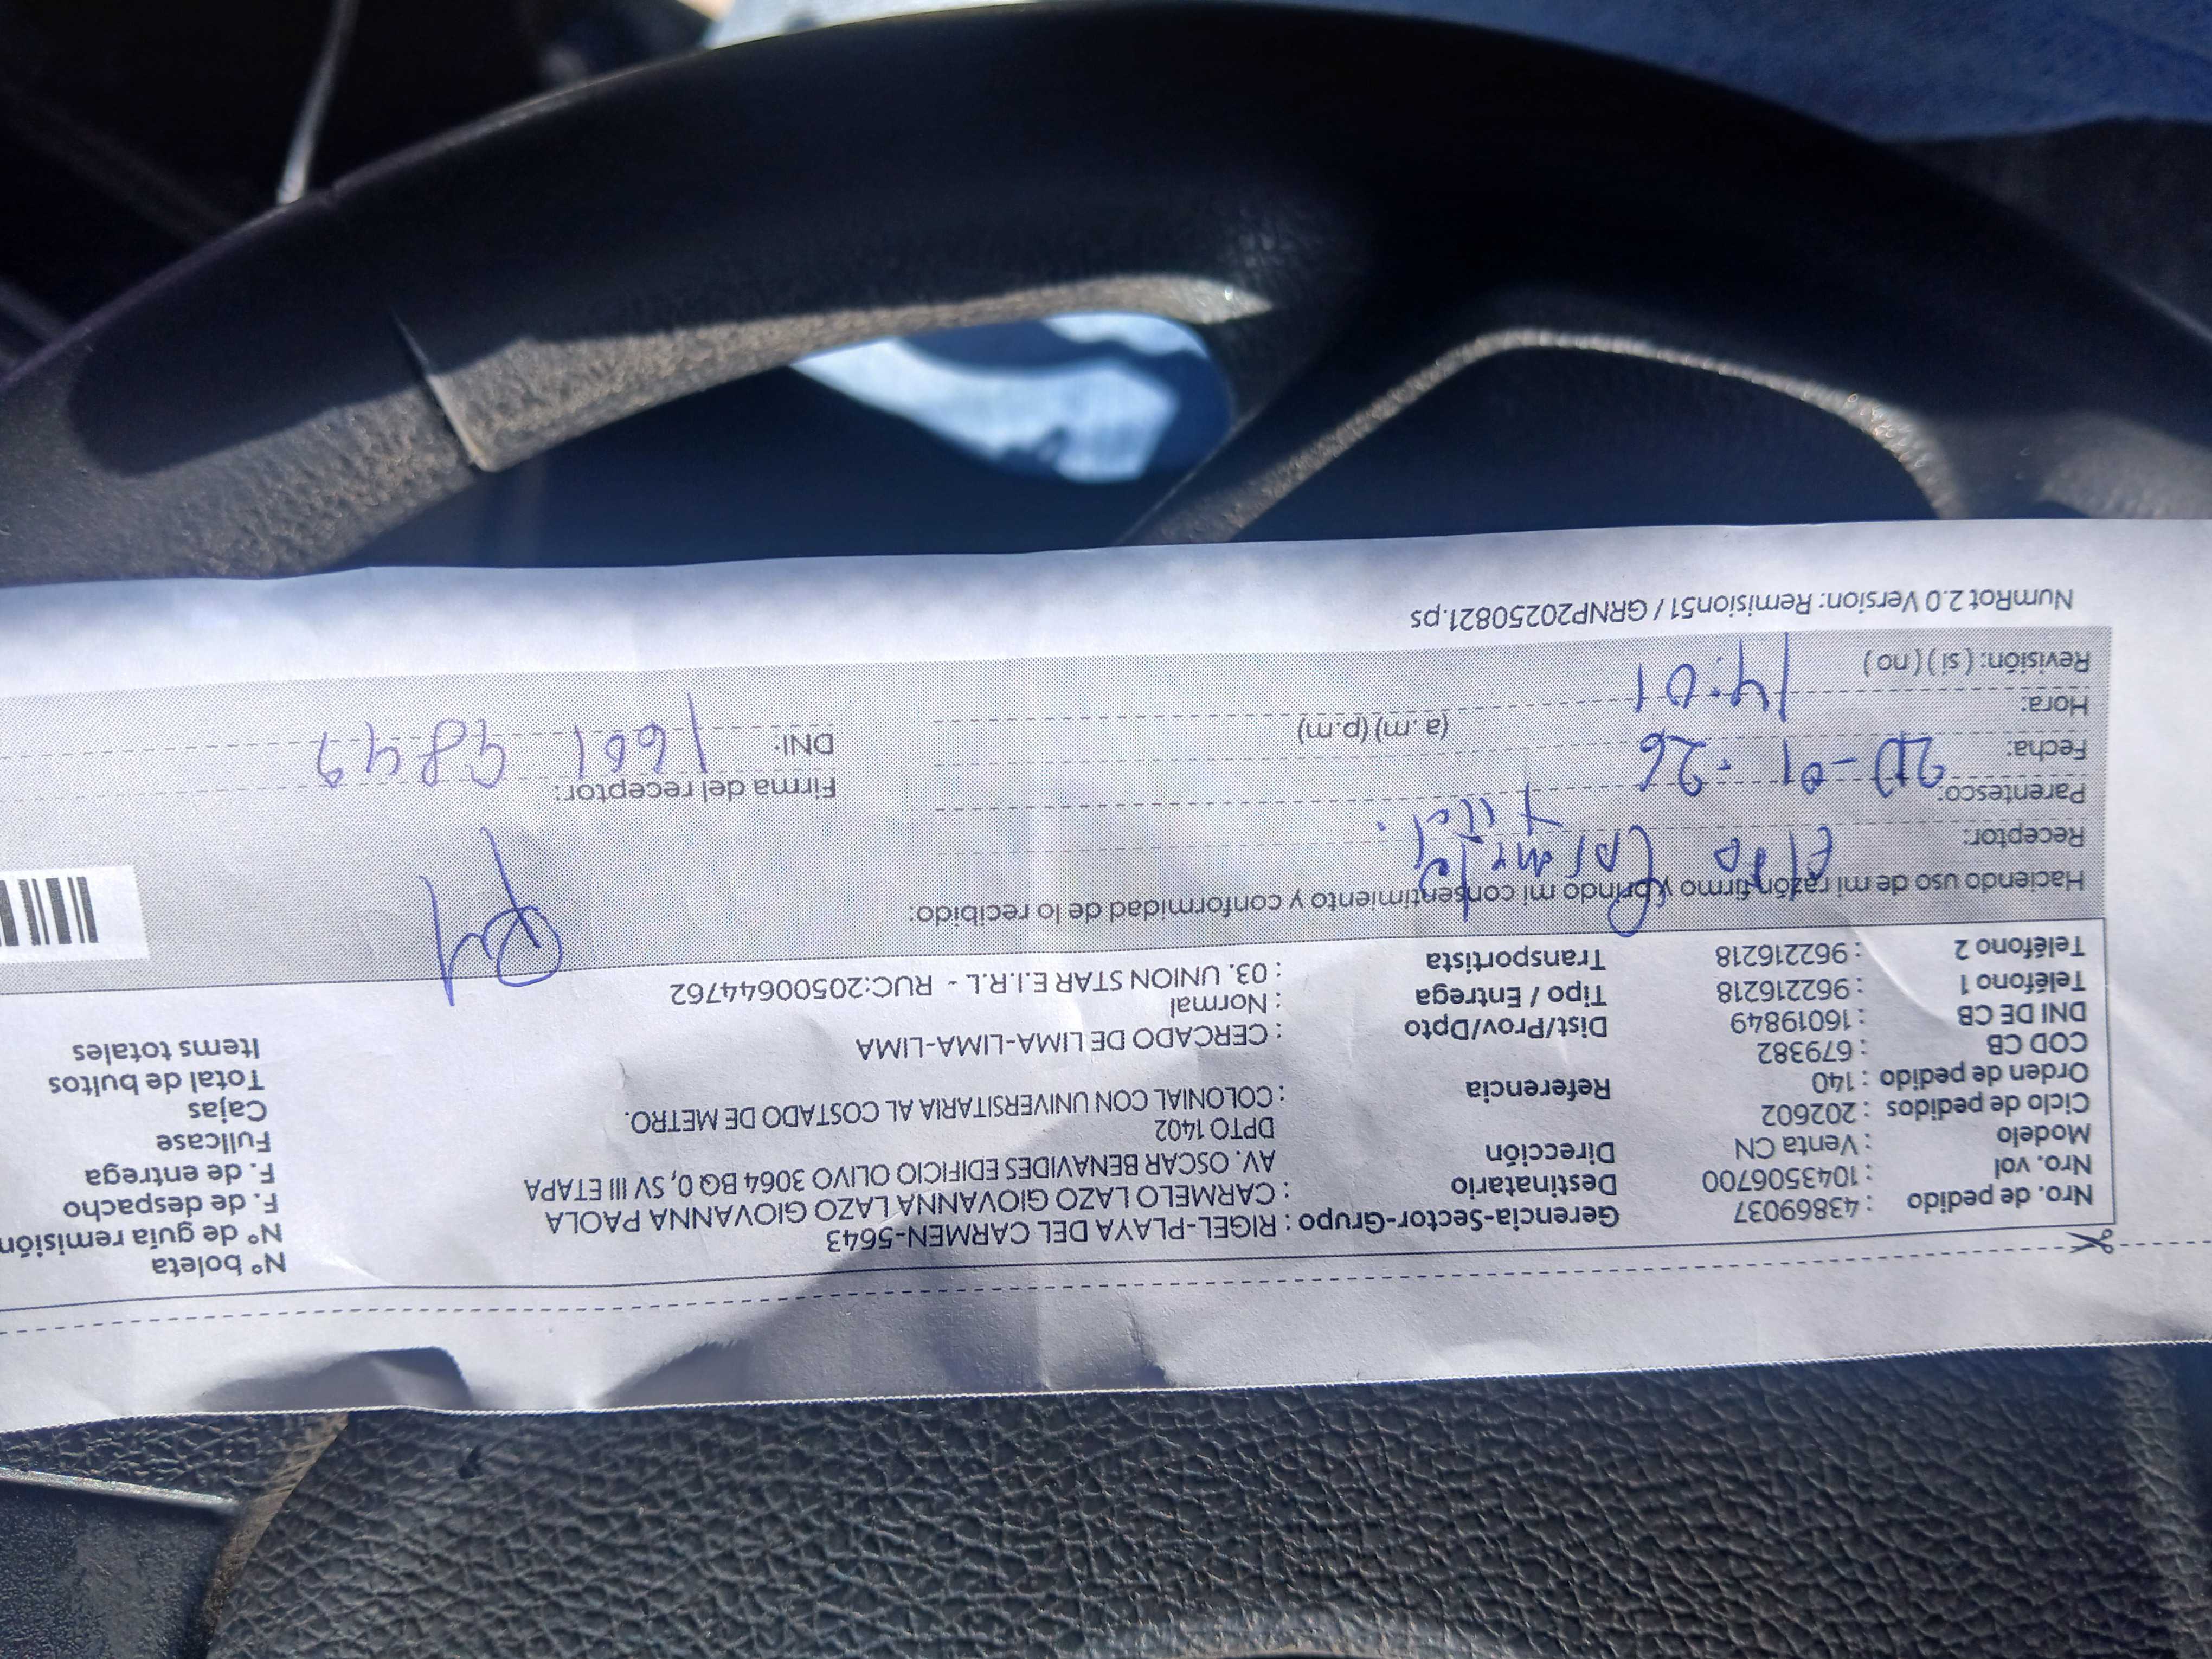 Nº boleta
Nro. de pedido : 43869037 Gerencia-Sector-Grupo : RIGEL-PLAYA DEL CARMEN-5643 Nº de guía remisión
Nro. vol : 1043506700 Destinatario : CARMELO LAZO GIOVANNA LAZO GIOVANNA PAOLA F. de despacho
Modelo : Venta CN Dirección AV. OSCAR BENAVIDES EDIFICIO OLIVO 3064 BQ 0, SV III ETAPA F. de entrega
DPTO 1402 Fullcase
Ciclo de pedidos : 202602 Referencia : COLONIAL CON UNIVERSITARIA AL COSTADO DE METRO. Cajas
Orden de pedido : 140 Total de bultos
COD CB : 679382 Dist/Prov/Dpto : CERCADO DE LIMA-LIMA-LIMA Items totales
DNI DE CB : 16019849 Tipo / Entrega : Normal
Teléfono 1 : 962216218 Transportista : 03. UNION STAR E.I.R.L - RUC:20500644762
Teléfono 2 : 962216218
Haciendo uso de mi razón firmo y brindo mi consentimiento y conformidad de lo recibido:
Receptor:
Parentesco: Firma del receptor:
Fecha: 20-01-26 DNI: 1601 9849
Hora: 14:01 (a. m) (p.m)
Revisión: ( si ) ( no )
NumRot 2.0 Version: Remision51 / GRNP20250821.ps